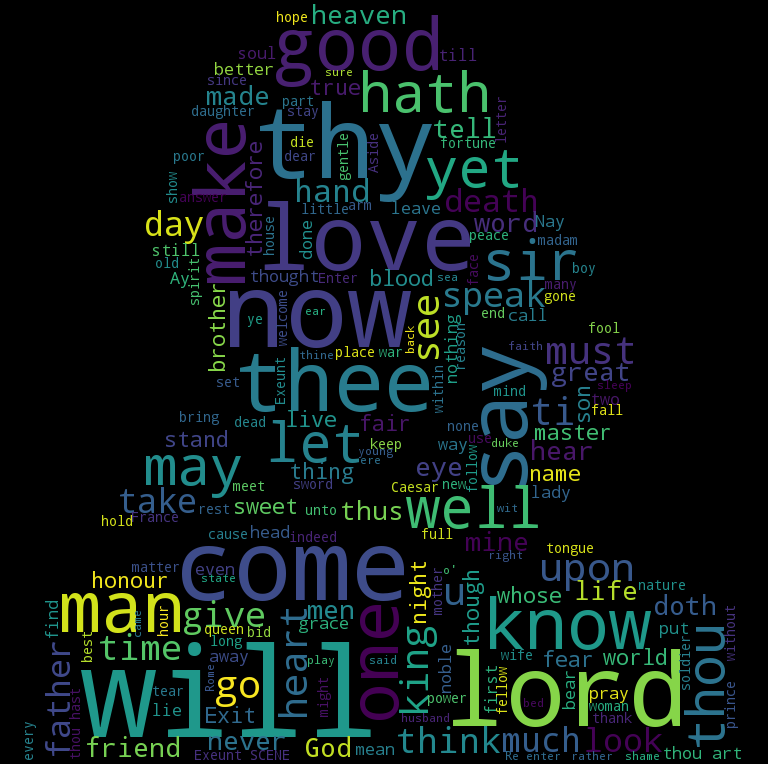 hope heaven
good
soul till
better sure
since true hath
made part
daughter stay tell letter
thy
die fortune
make gentle Aside yet
poor dear
therefore hand
show answer little arm leave death
day love word Nay
house done peace sir madam
still thought Enter blood sea face boy
old Ay spirit speak many
now see gone
brother welcome ear nothing end call
ye back reason fool
thine place war faith must
thee within say
set Exeunt mind great sleep
son two
bring dead live fair none ti fall
stand let keep way use duke master
may thing young ere follow hear
eye name
take meet sword Caesar new lady
rest sweet unto thus well wit
hold France
cause head indeed full mine
come right tongue
matter even state upon
honour night mother o' nature
man give heart men one u though whose life
hour grace know doth
find best came queen bid king put
father time long play said wife world without
will away noble fear thou
go Rome first lord soldier
tear might power bear pray
lie husband fellow bed woman prince
thou hast Exit thank
every friend never God mean think much look
Exeunt SCENE Re enter rather shame thou art